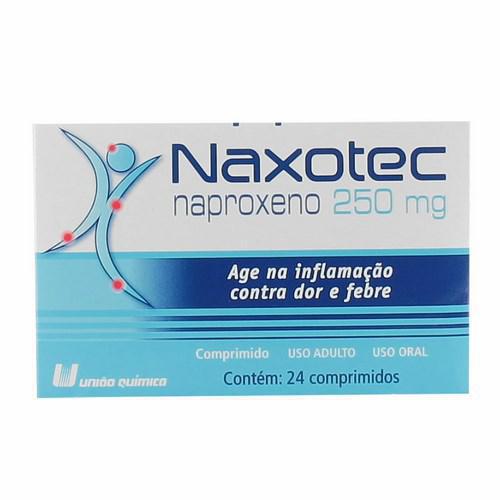 Naxotec
naproxeno 250 mg
Age na inflamação
contra dor e febre
Comprimido USO ADULTO USO ORAL
União Química
Contém: 24 comprimidos